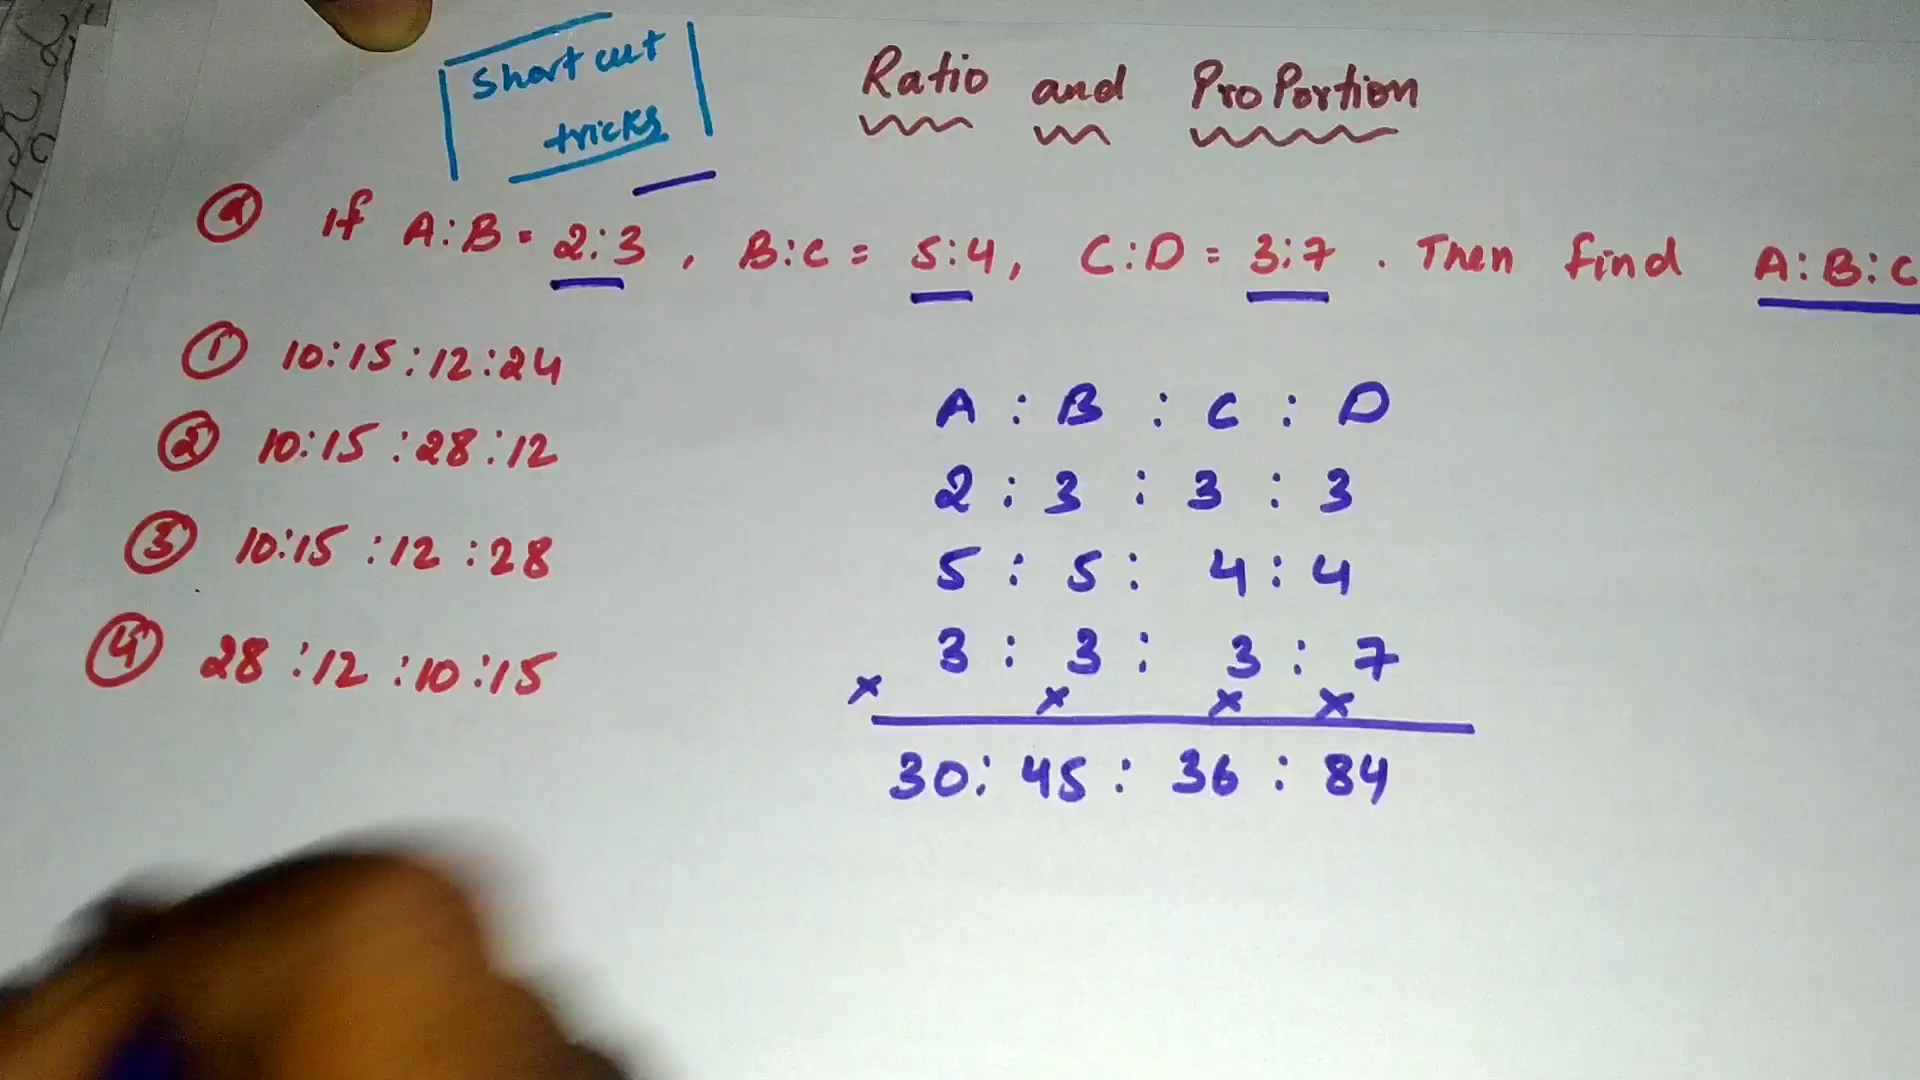 Short cut
tricks
Ratio and ProPortion
If A:B = 2:3, B:C = 5:4, C:D = 3:7. Then find A:B:C
① 10:15:12:24
② 10:15:28:12
③ 10:15:12:28
④ 28:12:10:15
A : B : C : D
2 : 3 : 3 : 3
5 : 5 : 4 : 4
3 : 3 : 3 : 7
× × × ×
30 : 45 : 36 : 84